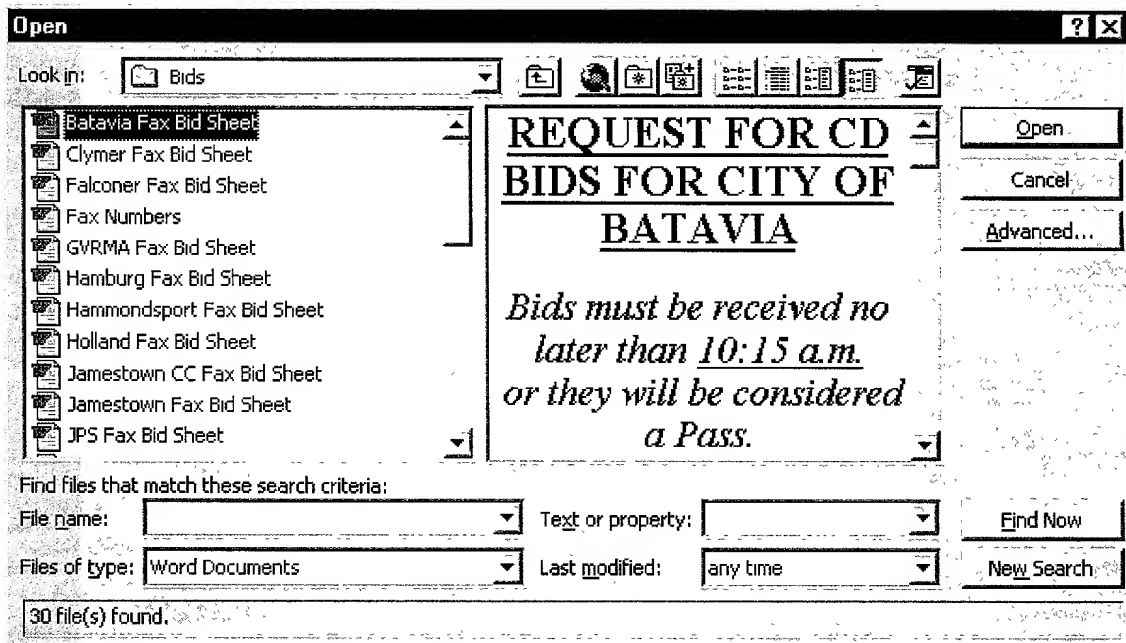 Open
Look in: Bids
Batavia Fax Bid Sheet
Clymer Fax Bid Sheet
Falconer Fax Bid Sheet
Fax Numbers
GVRMA Fax Bid Sheet
Hamburg Fax Bid Sheet
Hammondsport Fax Bid Sheet
Holland Fax Bid Sheet
Jamestown CC Fax Bid Sheet
Jamestown Fax Bid Sheet
JPS Fax Bid Sheet
REQUEST FOR CD
BIDS FOR CITY OF
BATAVIA
Bids must be received no
later than 10:15 a.m.
or they will be considered
a Pass.
Open
Cancel
Advanced...
Find files that match these search criteria:
File name:
Text or property:
Find Now
Files of type: Word Documents
Last modified: any time
New Search
30 file(s) found.